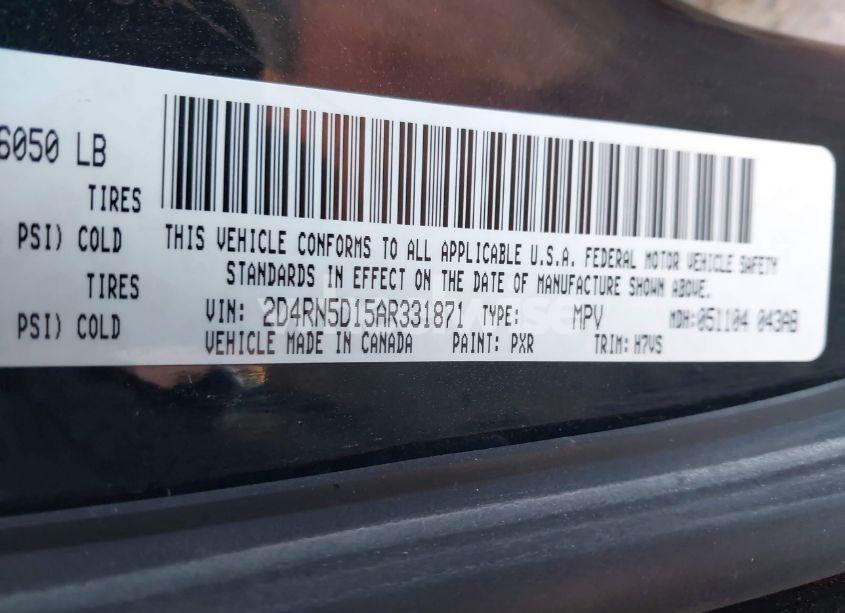 6050 LB
TIRES
PSI) COLD
TIRES
PSI) COLD
THIS VEHICLE CONFORMS TO ALL APPLICABLE U.S.A. FEDERAL MOTOR VEHICLE SAFETY
STANDARDS IN EFFECT ON THE DATE OF MANUFACTURE SHOWN ABOVE.
VIN: 2D4RN5D15AR331871 TYPE: MPV MDH:051104 043AB
VEHICLE MADE IN CANADA PAINT: PXR TRIM: H7VS